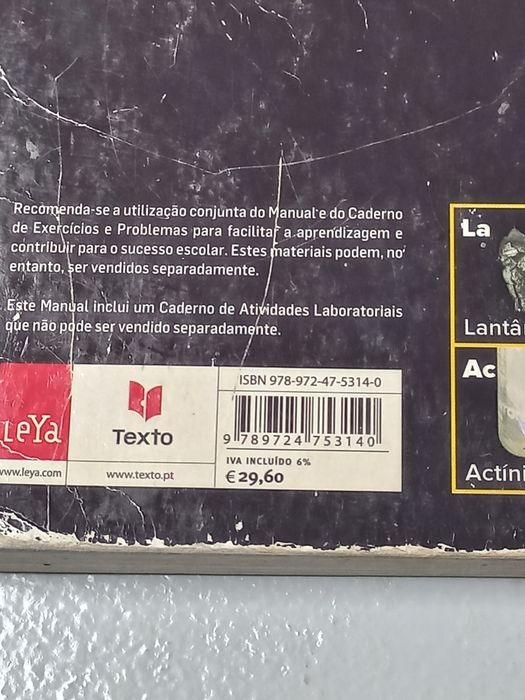 Recomenda-se a utilização conjunta do Manual e do Caderno
de Exercícios e Problemas para facilitar a aprendizagem e
contribuir para o sucesso escolar. Estes materiais podem, no
entanto, ser vendidos separadamente.
Este Manual inclui um Caderno de Atividades Laboratoriais
que não pode ser vendido separadamente.
La
Lantâ
Ac
Actíni
LeYa
www.leya.com
Texto
www.texto.pt
ISBN 978-972-47-5314-0
9 789724 753140
IVA INCLUÍDO 6%
€29,60